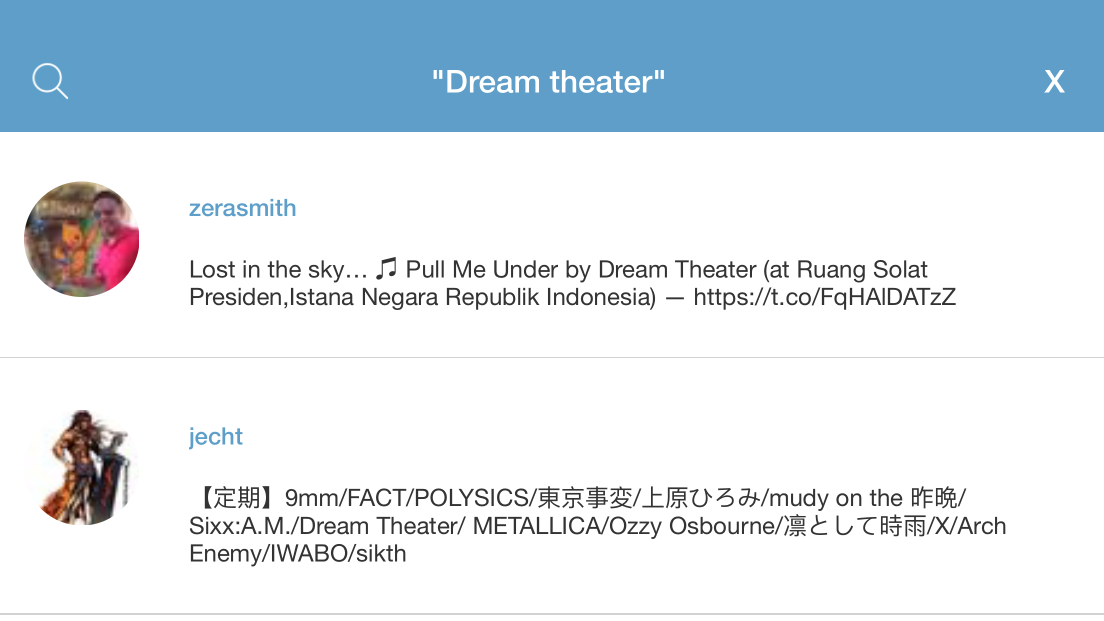 "Dream theater"
X
zerasmith
Lost in the sky... ♫ Pull Me Under by Dream Theater (at Ruang Solat
Presiden,Istana Negara Republik Indonesia) — https://t.co/FqHAlDATzZ
jecht
【定期】9mm/FACT/POLYSICS/東京事変/上原ひろみ/mudy on the 昨晩/
Sixx:A.M./Dream Theater/ METALLICA/Ozzy Osbourne/凛として時雨/X/Arch
Enemy/IWABO/sikth